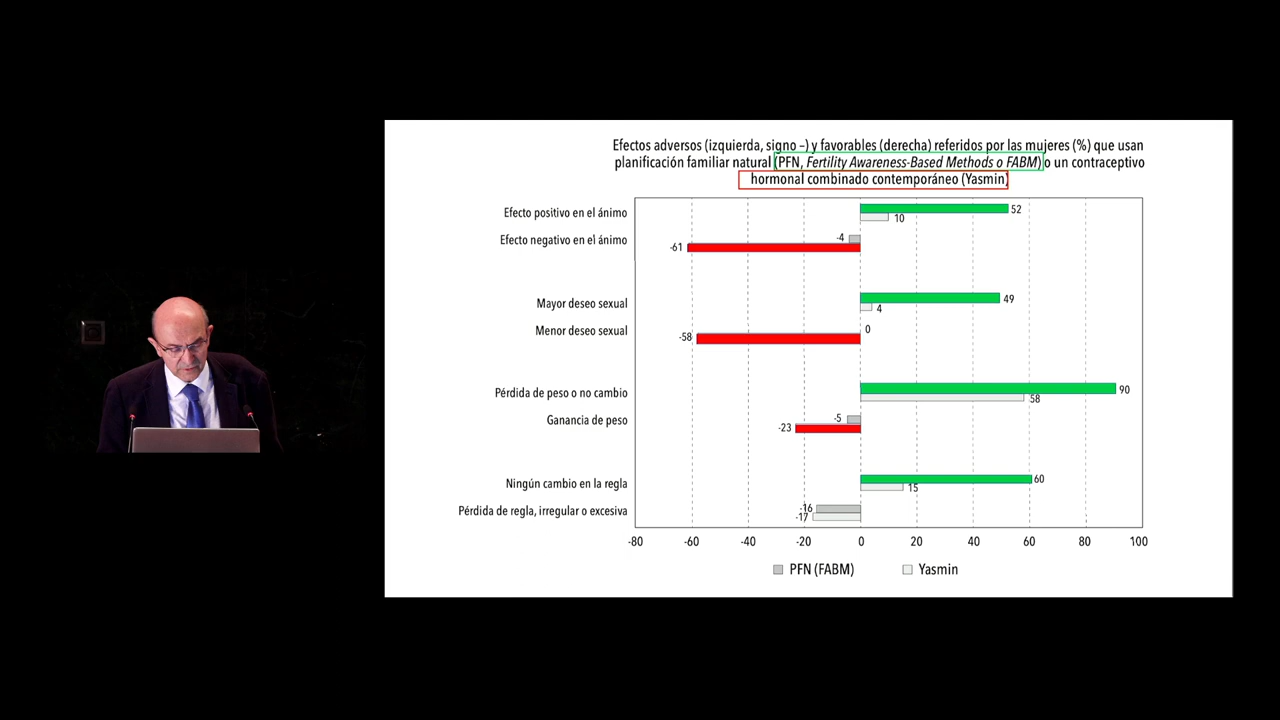 Efectos adversos (izquierda, signo –) y favorables (derecha) referidos por las mujeres (%) que usan
planificación familiar natural (PFN, Fertility Awareness-Based Methods o FABM) o un contraceptivo
hormonal combinado contemporáneo (Yasmin)
Efecto positivo en el ánimo
52
10
Efecto negativo en el ánimo
-4
-61
Mayor deseo sexual
49
4
Menor deseo sexual
0
-58
Pérdida de peso o no cambio
90
58
Ganancia de peso
-5
-23
Ningún cambio en la regla
60
15
Pérdida de regla, irregular o excesiva
-16
-17
-80 -60 -40 -20 0 20 40 60 80 100
PFN (FABM) Yasmin